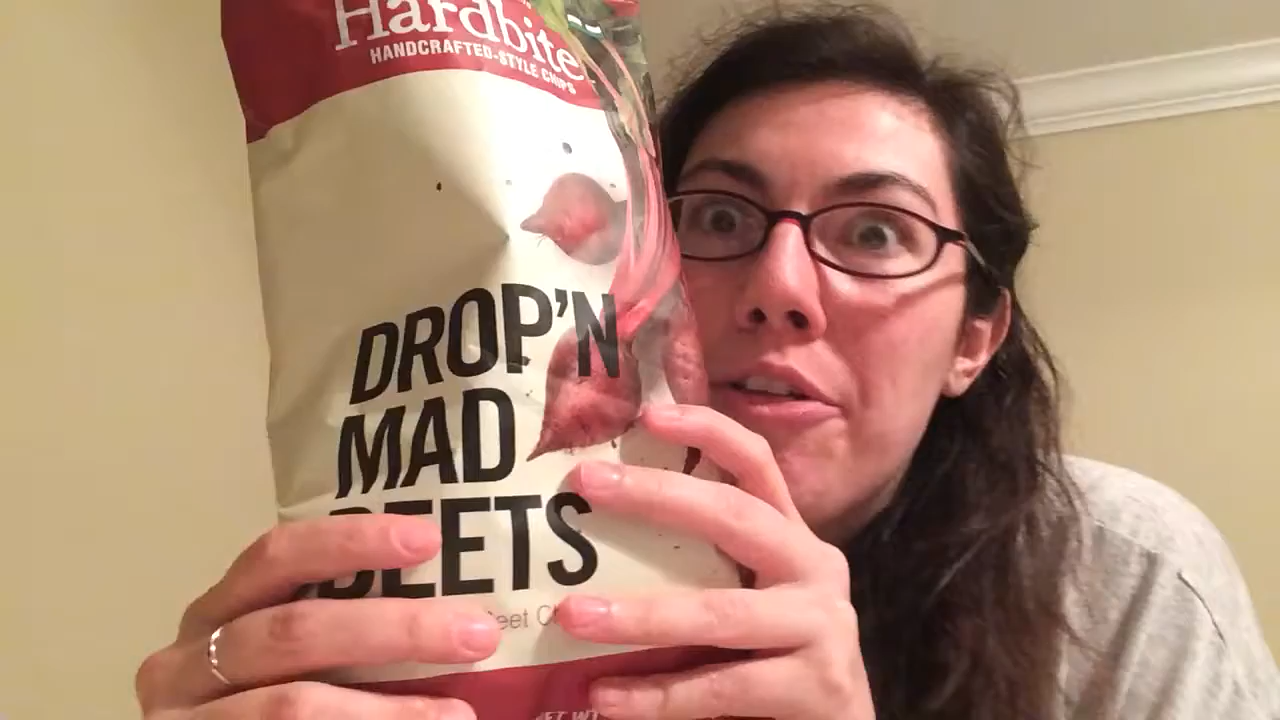 Hardbite
HANDCRAFTED-STYLE CHIPS
DROP'N
MAD
BEETS